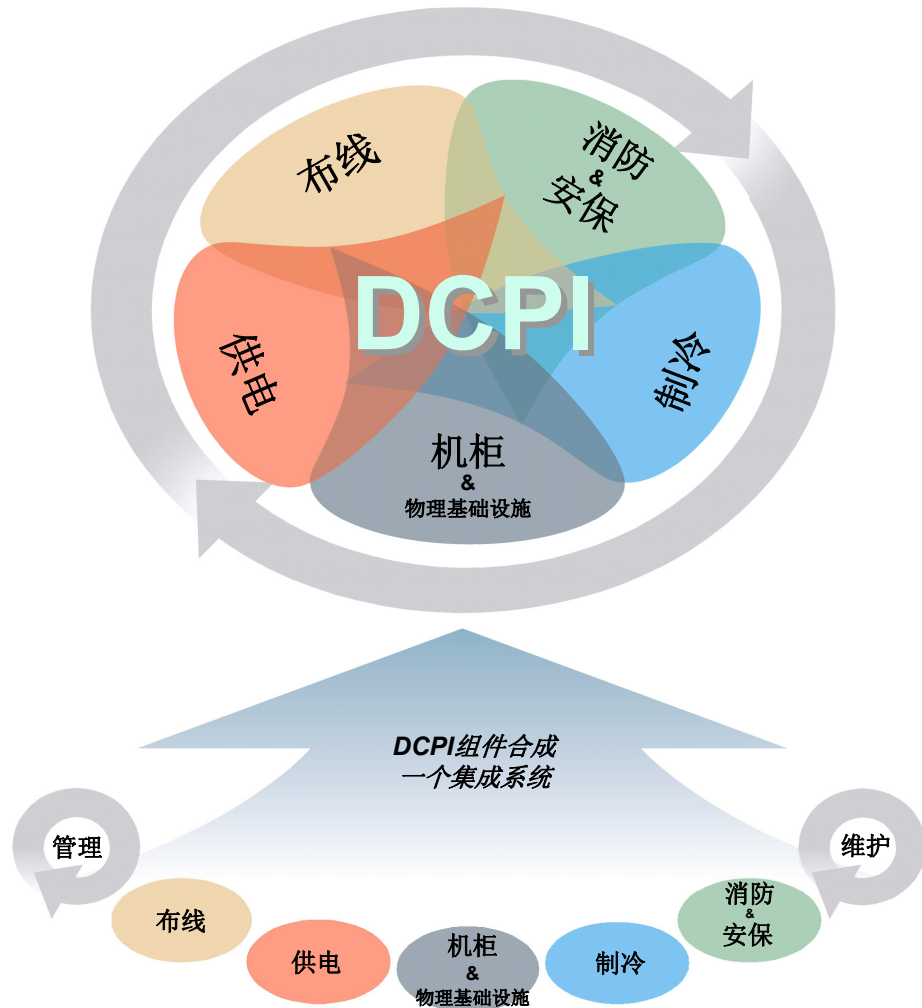 布线
消防
&
安保
DCPI
供电
制冷
机柜
&
物理基础设施
DCPI组件合成
一个集成系统
管理
维护
布线
供电
机柜
&
物理基础设施
制冷
消防
&
安保